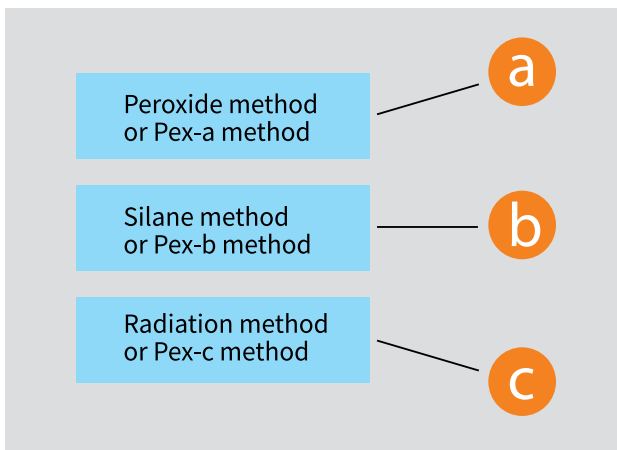 Peroxide method
or Pex-a method
a
Silane method
or Pex-b method
b
Radiation method
or Pex-c method
c